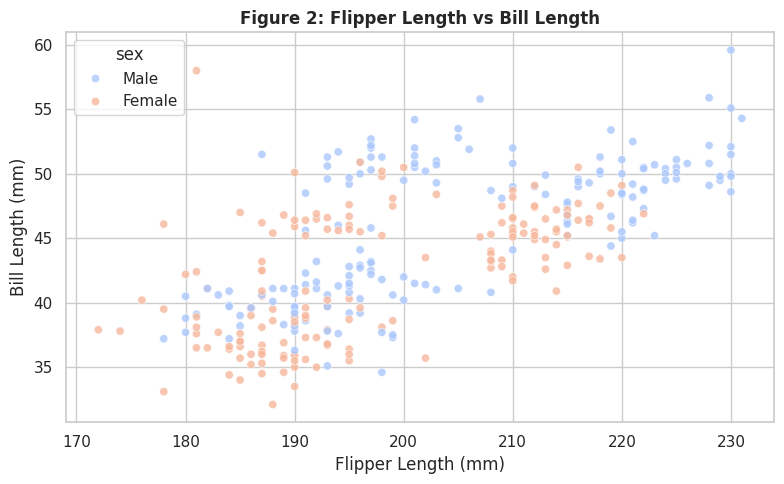 Figure 2: Flipper Length vs Bill Length
sex
Male
Female
60
55
50
45
40
35
Bill Length (mm)
170 180 190 200 210 220 230
Flipper Length (mm)